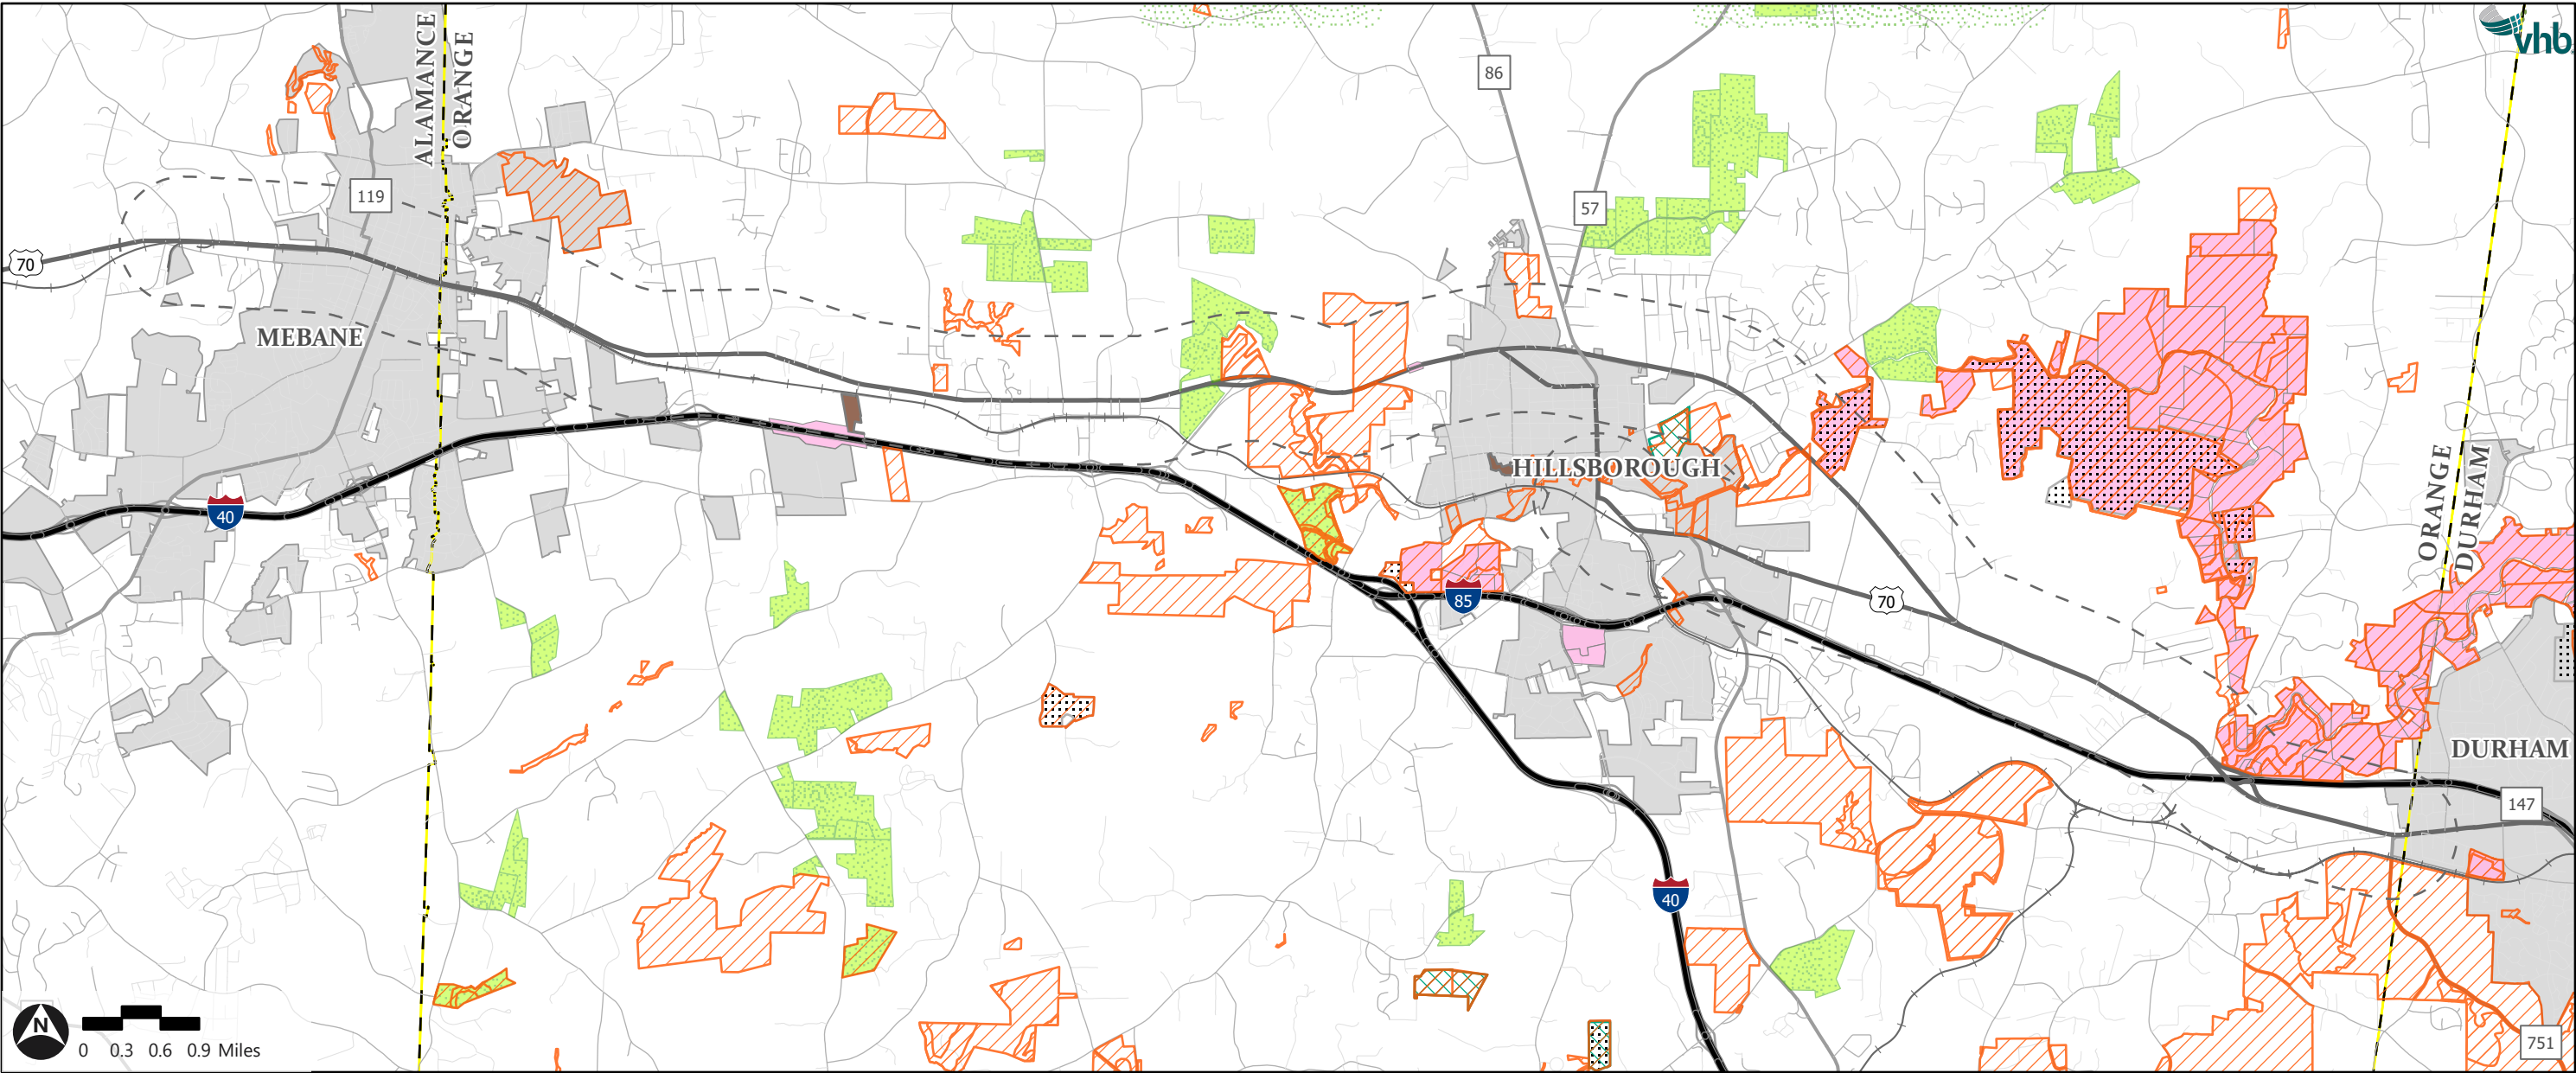 ALAMANCE
ORANGE
vhb
86
119
57
70
MEBANE
HILLSBOROUGH
40
85
70
ORANGE
DURHAM
DURHAM
147
40
N
0 0.3 0.6 0.9 Miles
751